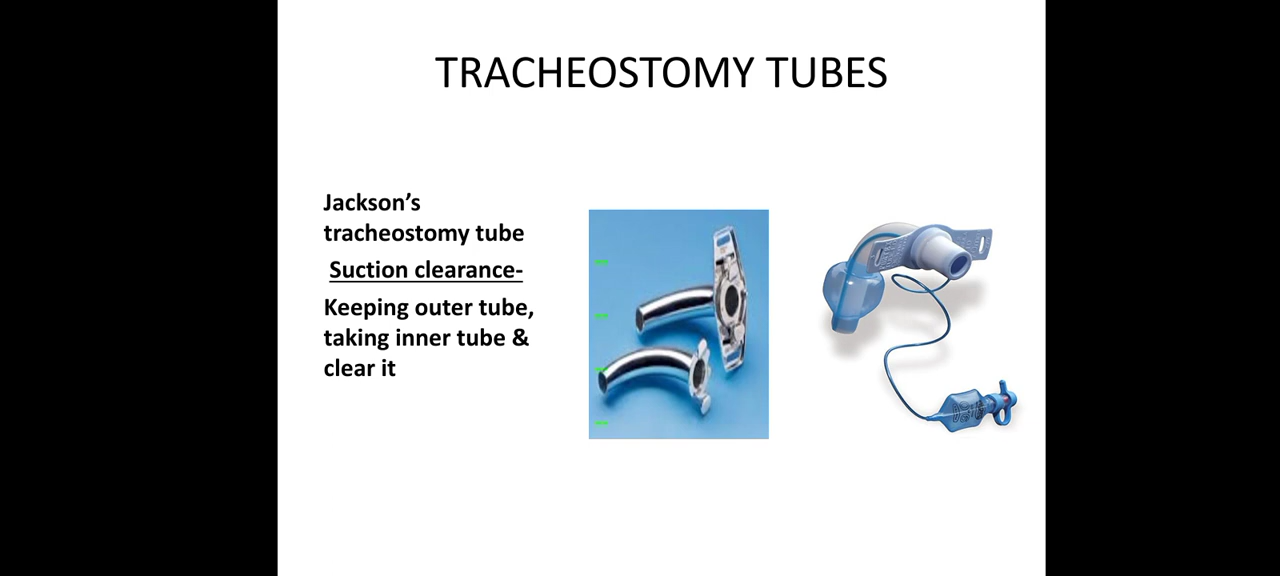 TRACHEOSTOMY TUBES
Jackson’s
tracheostomy tube
Suction clearance-
Keeping outer tube,
taking inner tube &
clear it